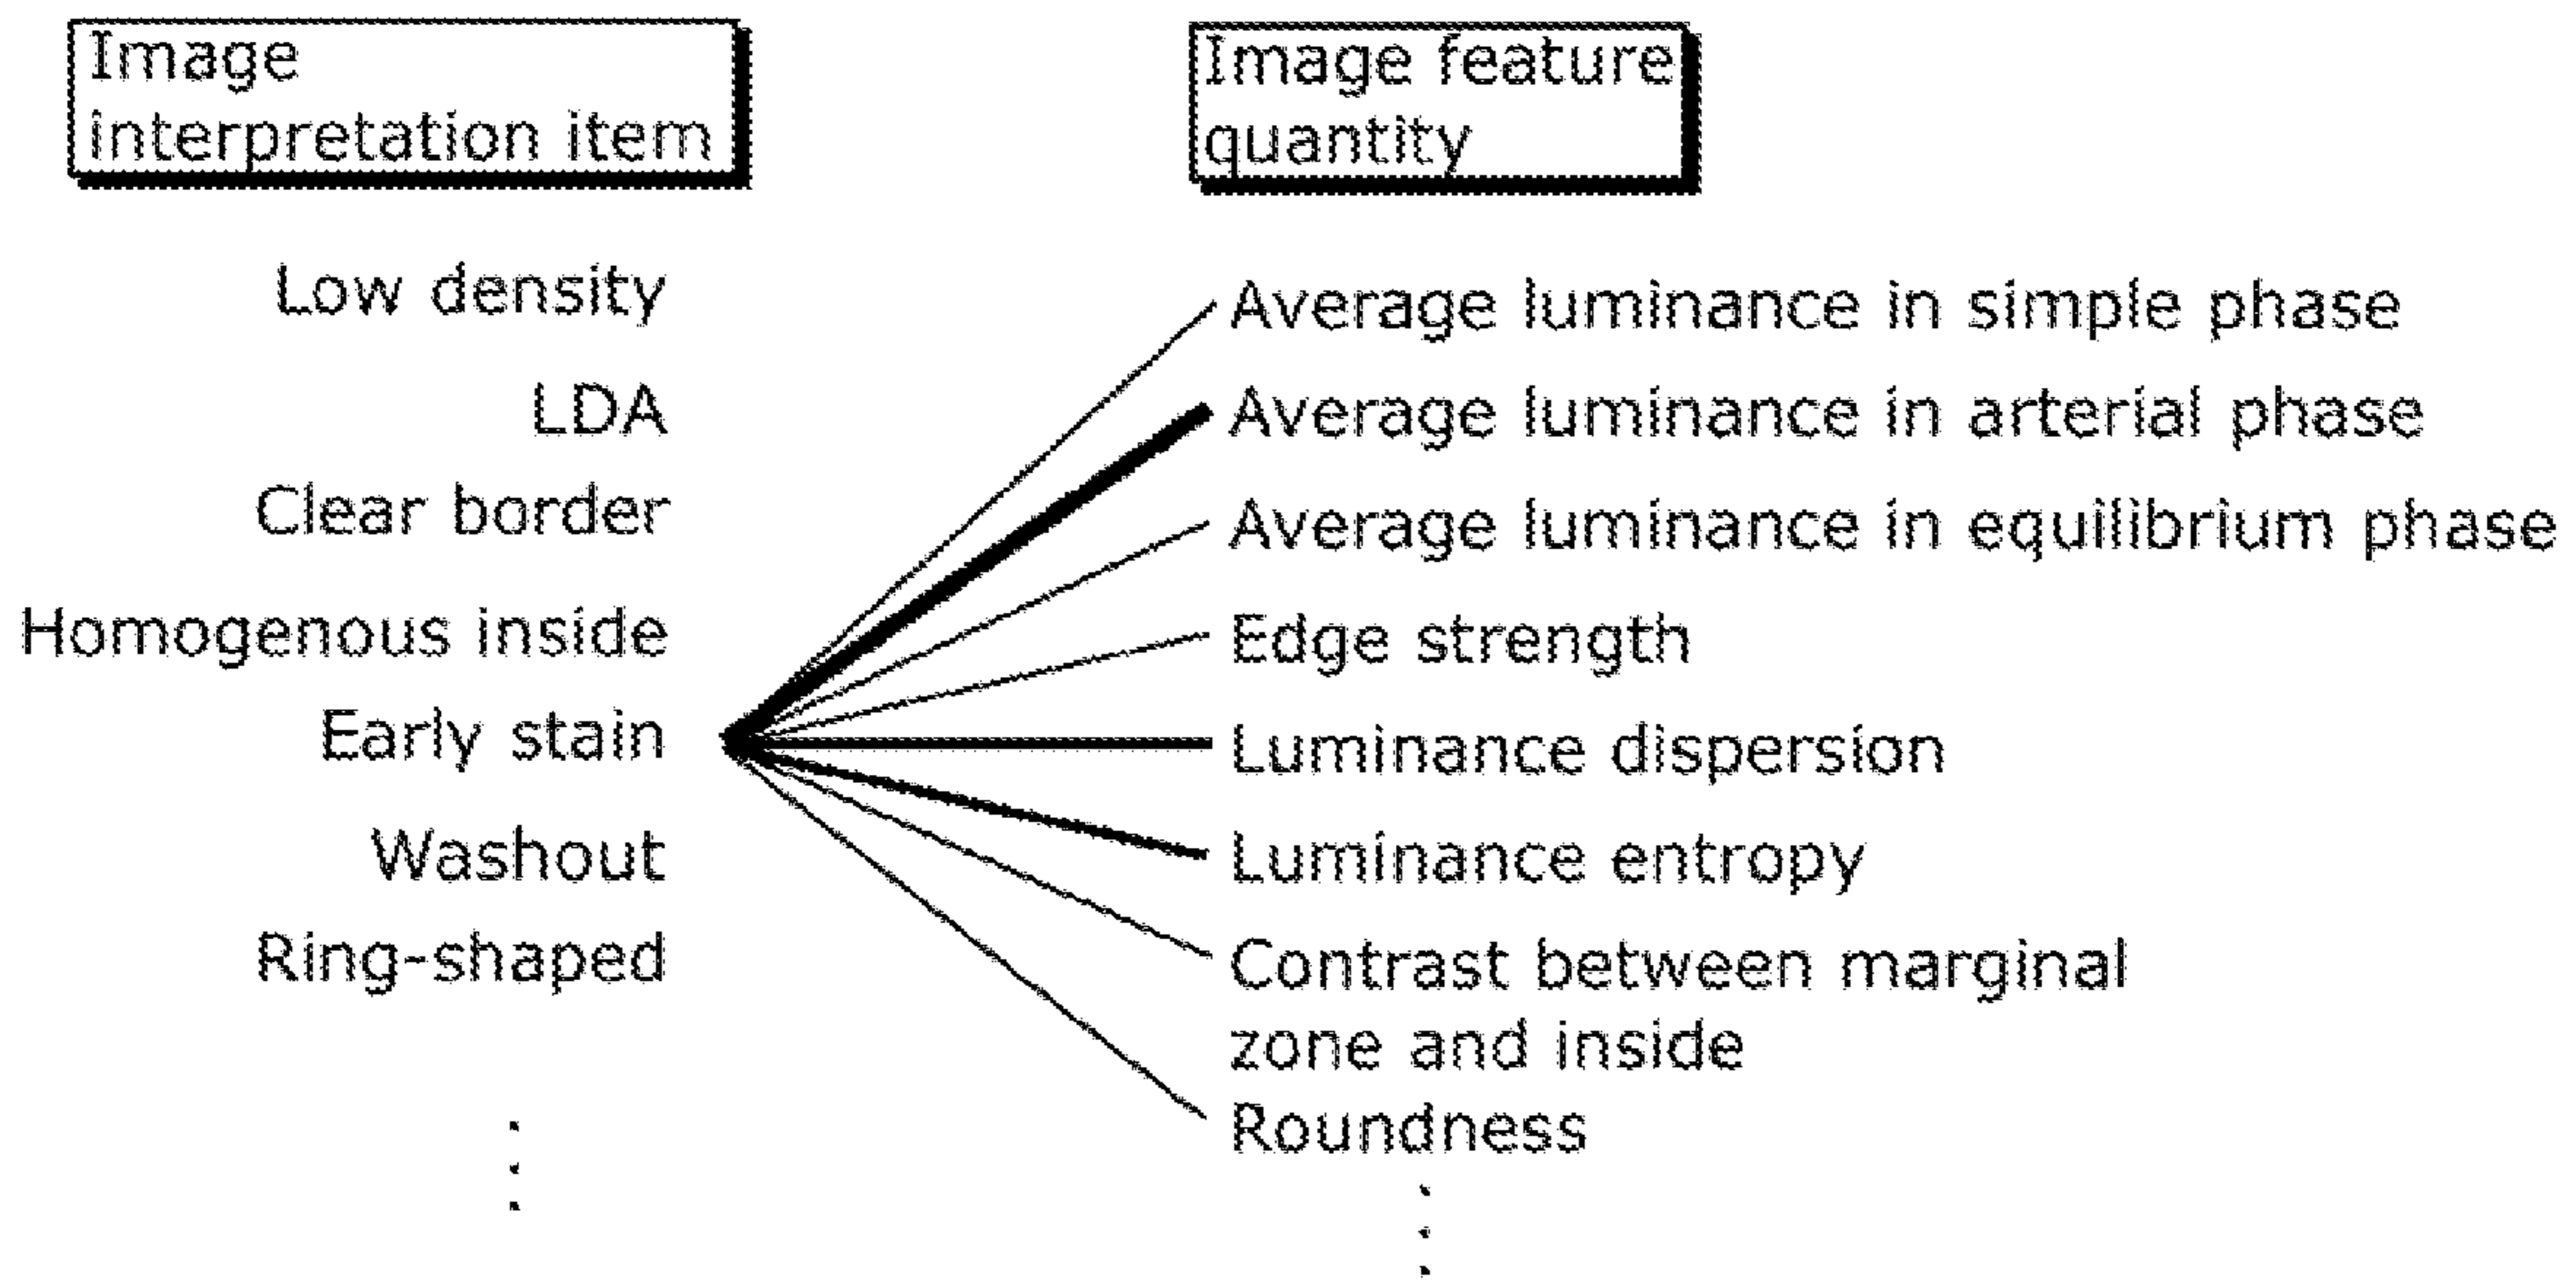 Image
interpretation item
Low density
LDA
Clear border
Homogenous inside
Early stain
Washout
Ring-shaped
Image feature
quantity
Average luminance in simple phase
Average luminance in arterial phase
Average luminance in equilibrium phase
Edge strength
Luminance dispersion
Luminance entropy
Contrast between marginal
zone and inside
Roundness